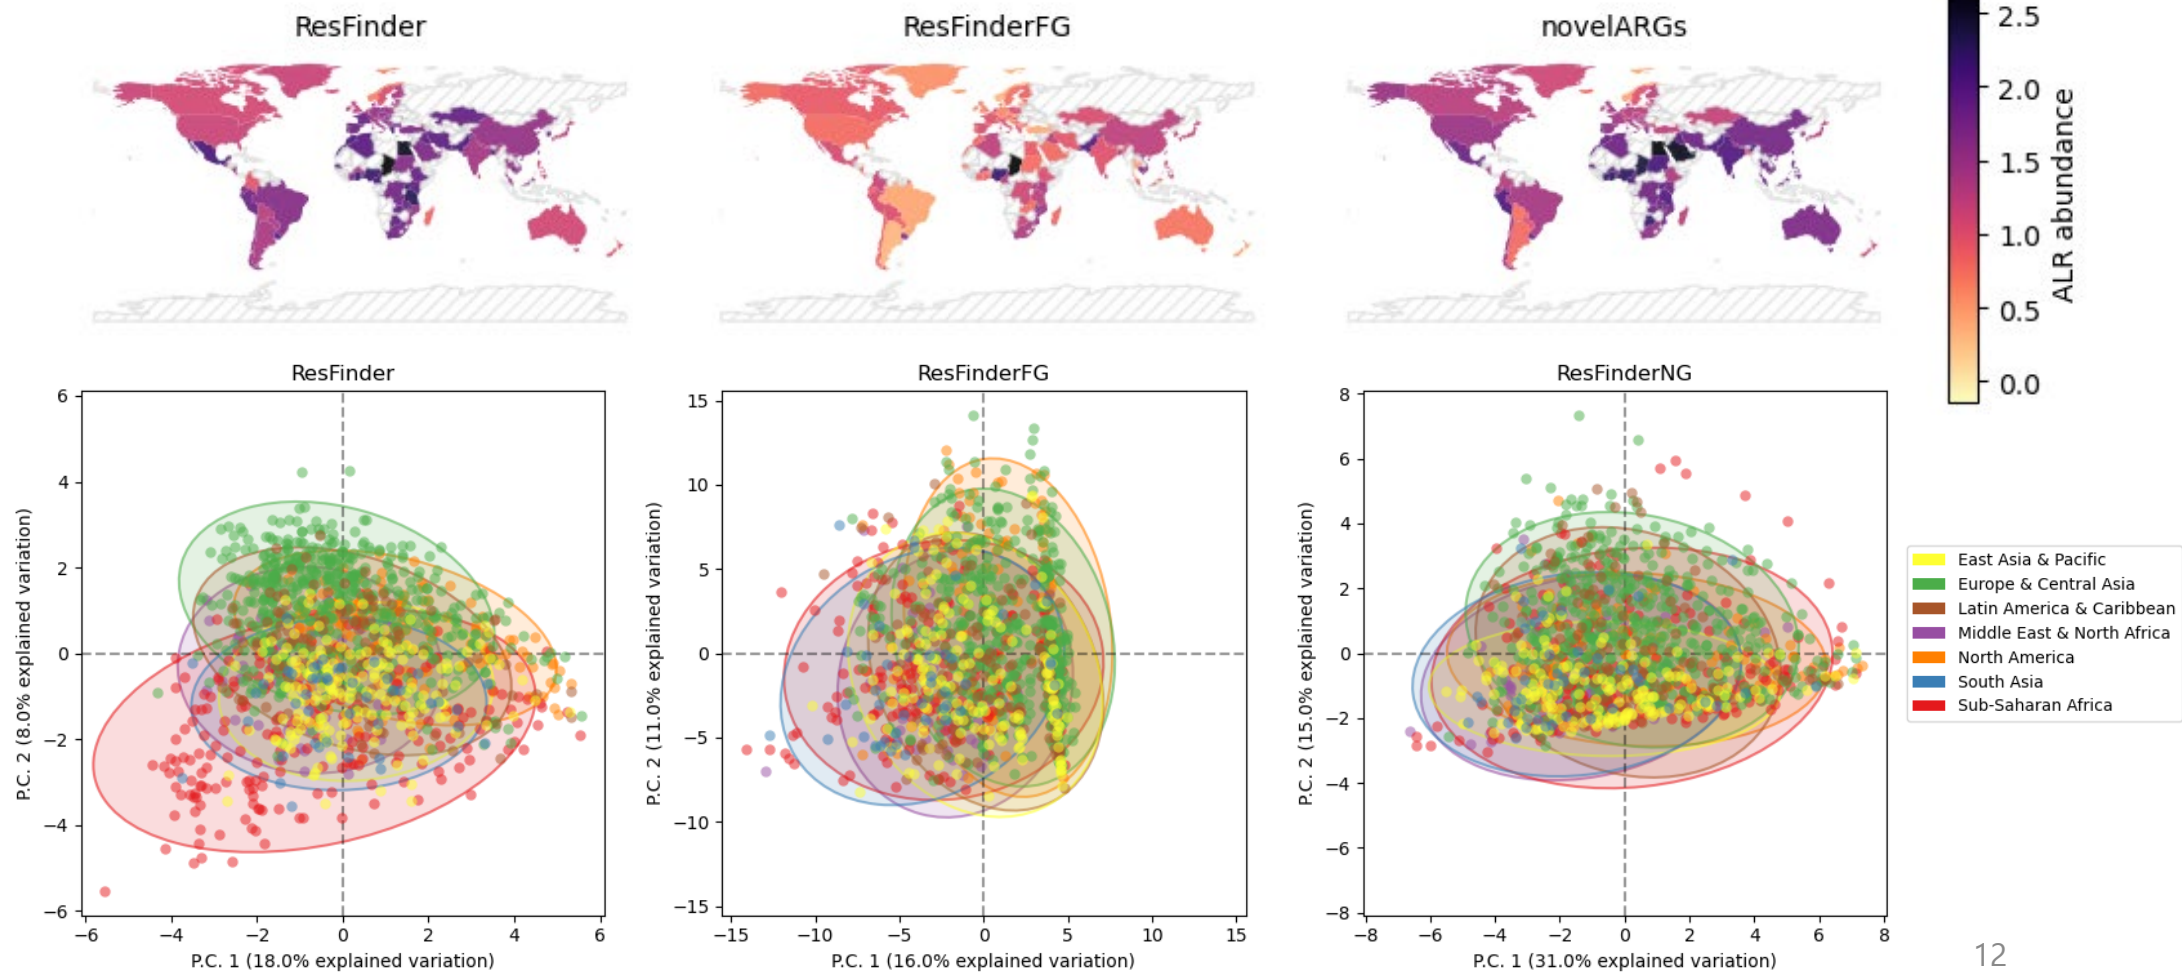 ResFinder
ResFinderFG
novelARGs
2.5
2.0
1.5
1.0
0.5
0.0
ALR abundance
ResFinder
6
4
2
0
−2
−4
−6
−6 −4 −2 0 2 4 6
P.C. 1 (18.0% explained variation)
P.C. 2 (8.0% explained variation)
ResFinderFG
15
10
5
0
−5
−10
−15
−15 −10 −5 0 5 10 15
P.C. 1 (16.0% explained variation)
P.C. 2 (11.0% explained variation)
ResFinderNG
8
6
4
2
0
−2
−4
−6
−8
−8 −6 −4 −2 0 2 4 6 8
P.C. 1 (31.0% explained variation)
P.C. 2 (15.0% explained variation)
East Asia & Pacific
Europe & Central Asia
Latin America & Caribbean
Middle East & North Africa
North America
South Asia
Sub-Saharan Africa
12